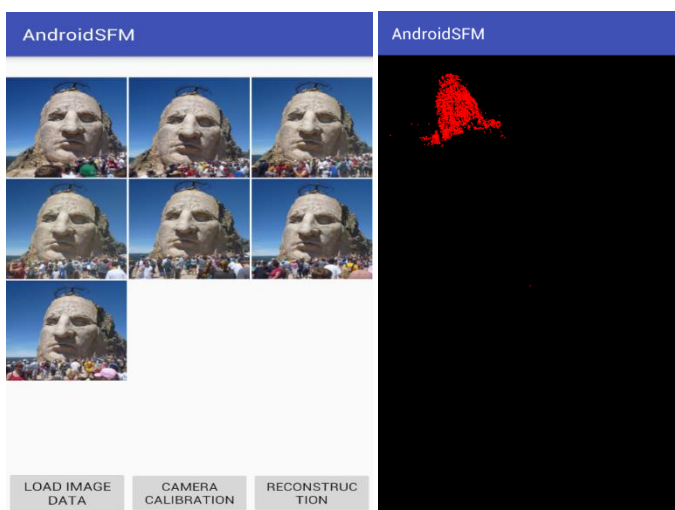 AndroidSFM
LOAD IMAGE
DATA
CAMERA
CALIBRATION
RECONSTRUC
TION
AndroidSFM